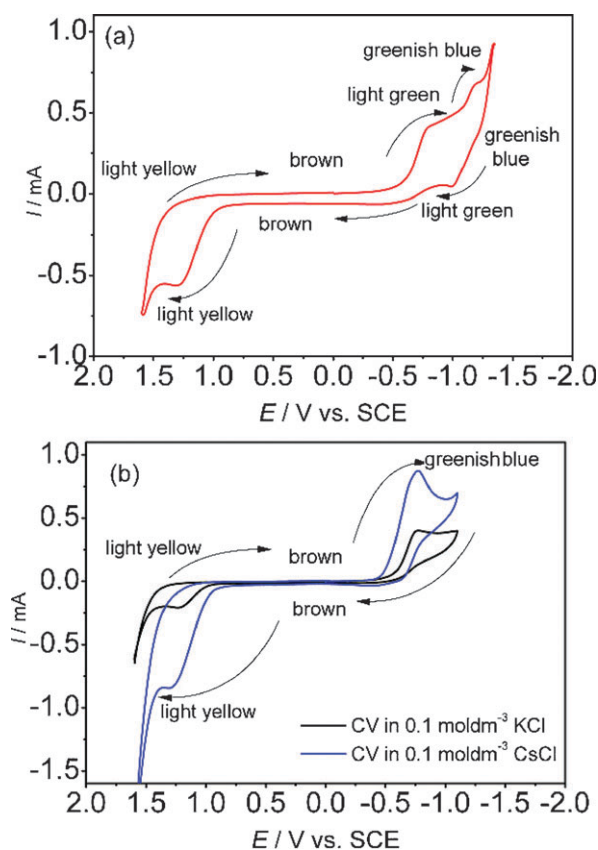 (a)
greenish blue
light green
greenish
blue
light yellow
brown
brown
light green
light yellow
I / mA
1.0
0.5
0.0
-0.5
-1.0
2.0 1.5 1.0 0.5 0.0 -0.5 -1.0 -1.5 -2.0
E / V vs. SCE
(b)
greenish blue
light yellow
brown
brown
light yellow
CV in 0.1 moldm⁻³ KCl
CV in 0.1 moldm⁻³ CsCl
I / mA
1.0
0.5
0.0
-0.5
-1.0
-1.5
2.0 1.5 1.0 0.5 0.0 -0.5 -1.0 -1.5 -2.0
E / V vs. SCE